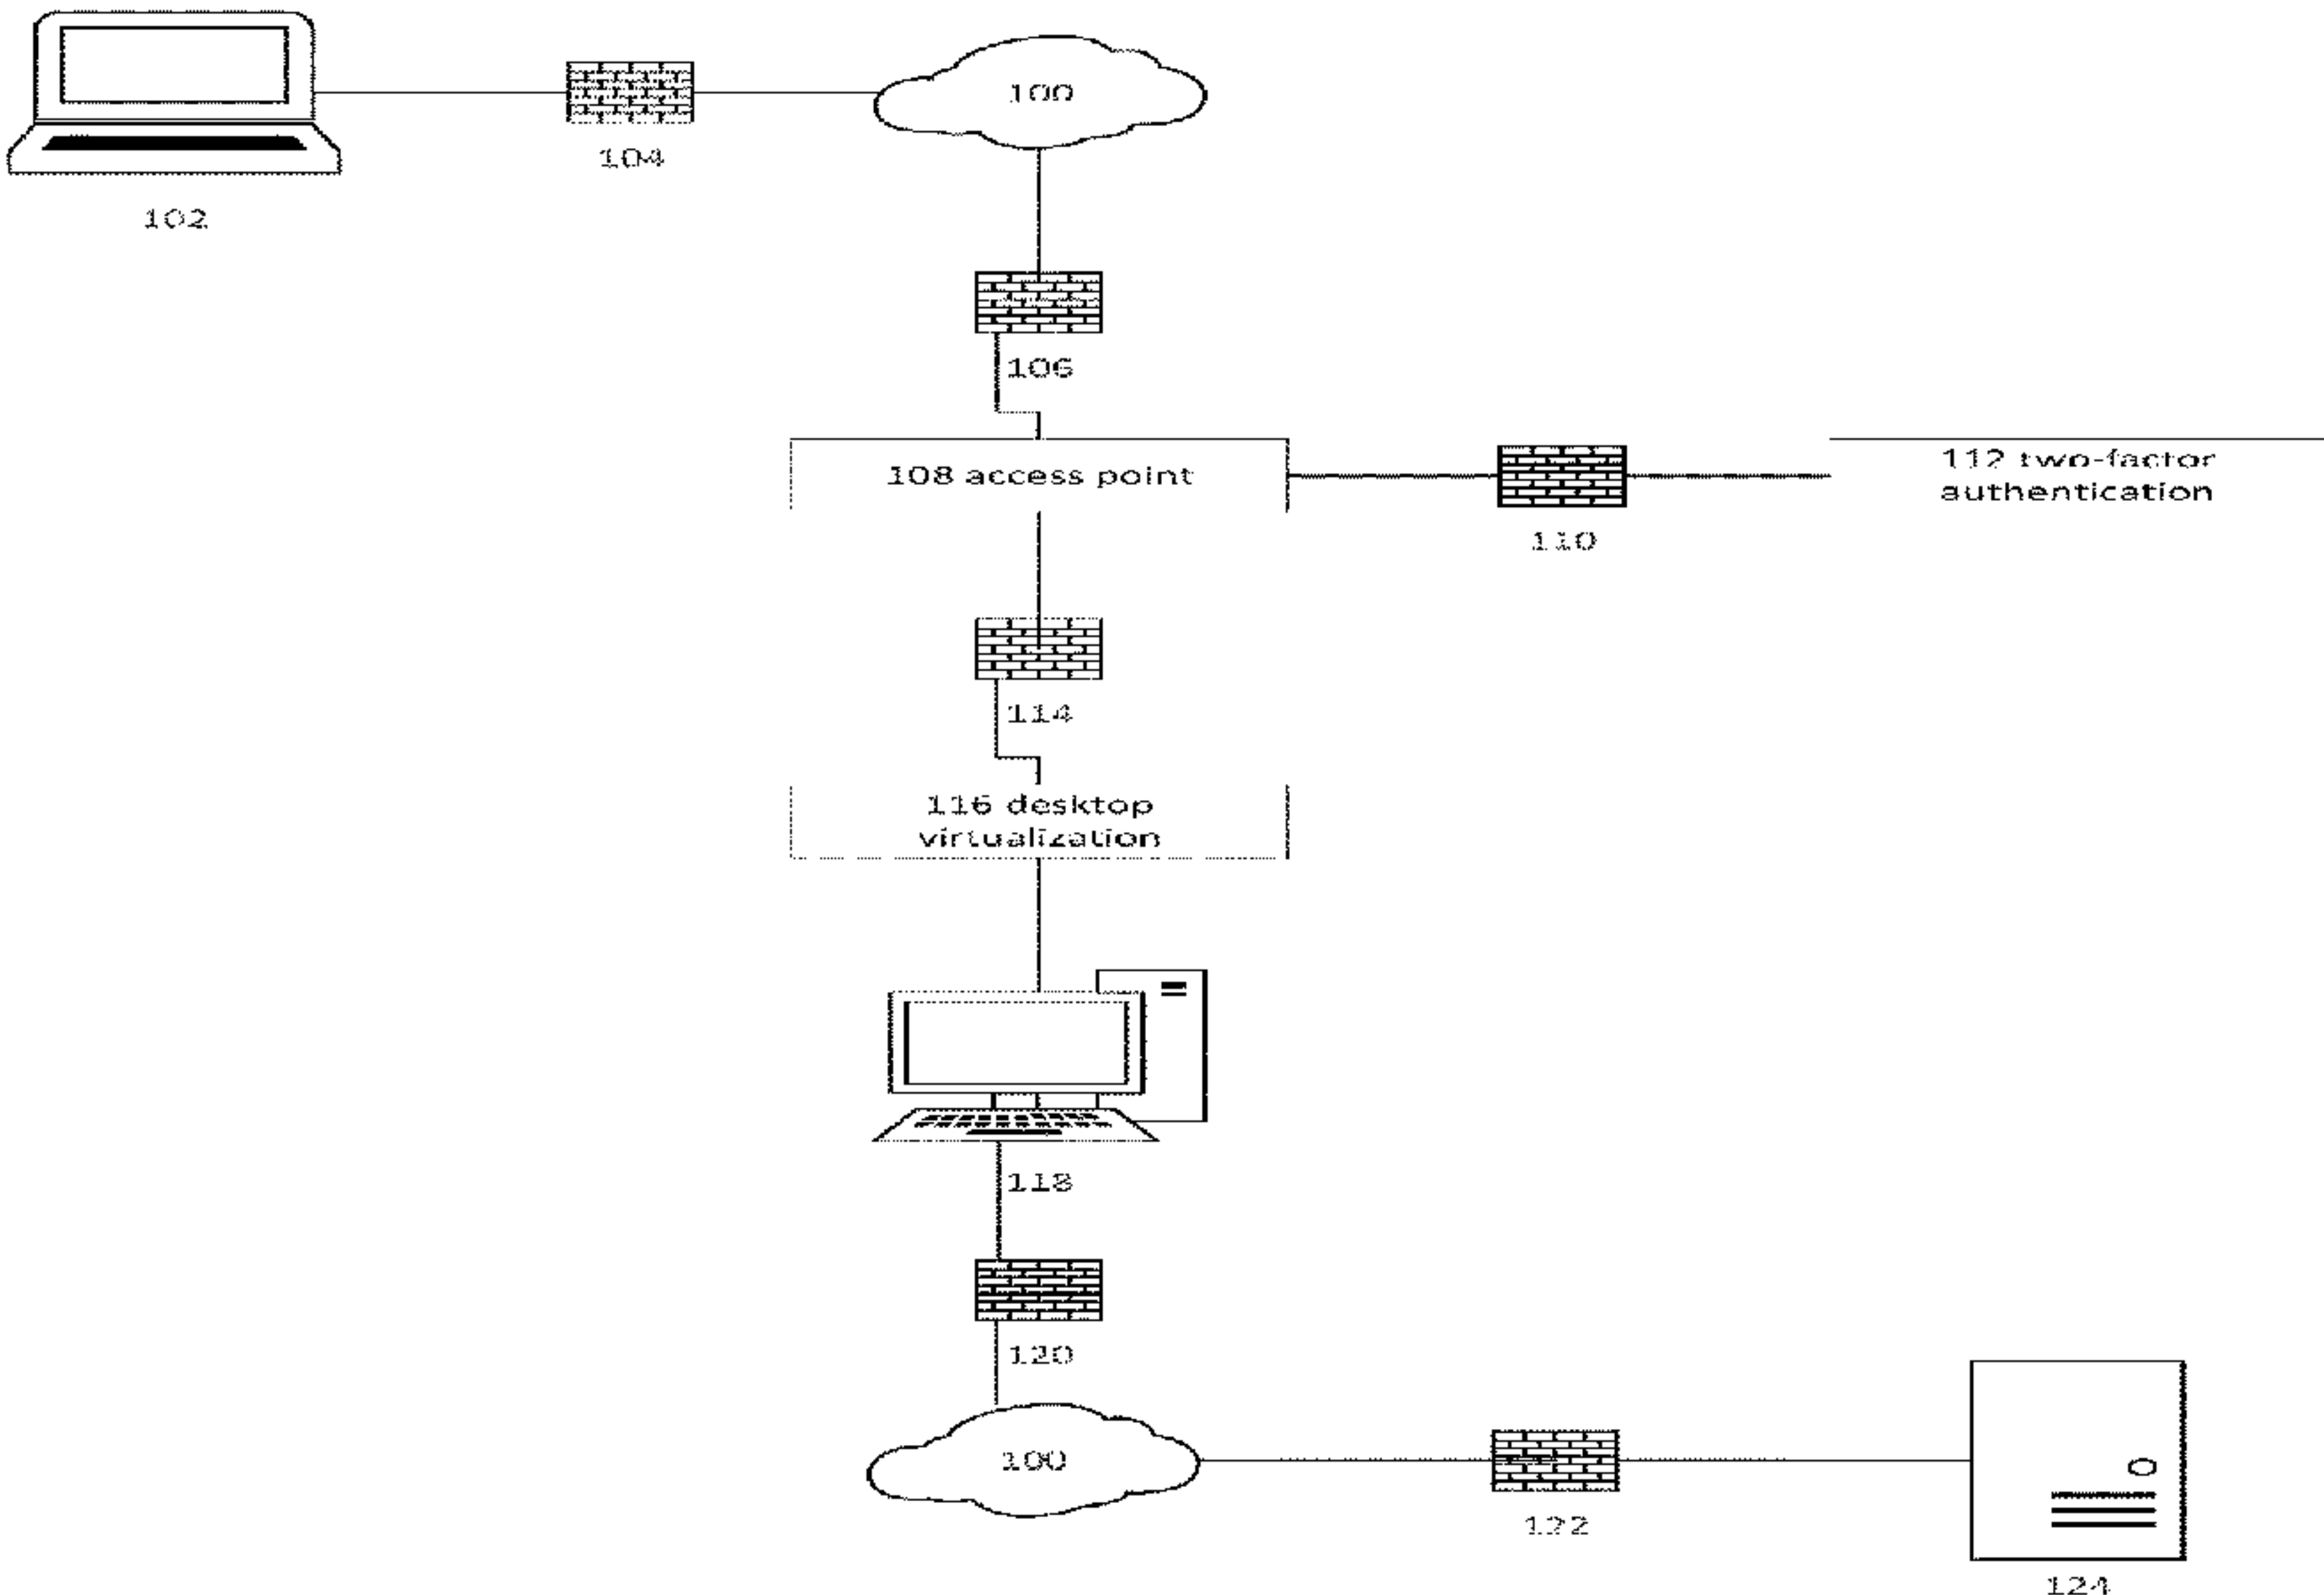 100
104
102
106
108 access point
112 two-factor
authentication
110
114
116 desktop
virtualization
118
120
100
122
124